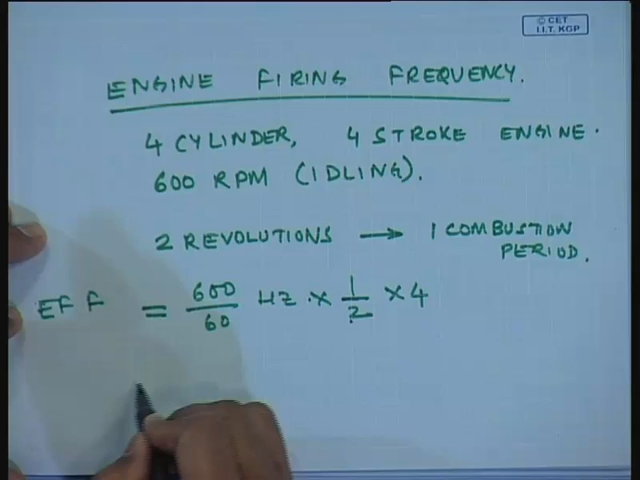 © CET
I.I.T. KGP
ENGINE FIRING FREQUENCY.
4 CYLINDER, 4 STROKE ENGINE.
600 RPM (IDLING).
2 REVOLUTIONS → 1 COMBUSTION PERIOD.
EFF = 600/60 HZ × 1/2 × 4